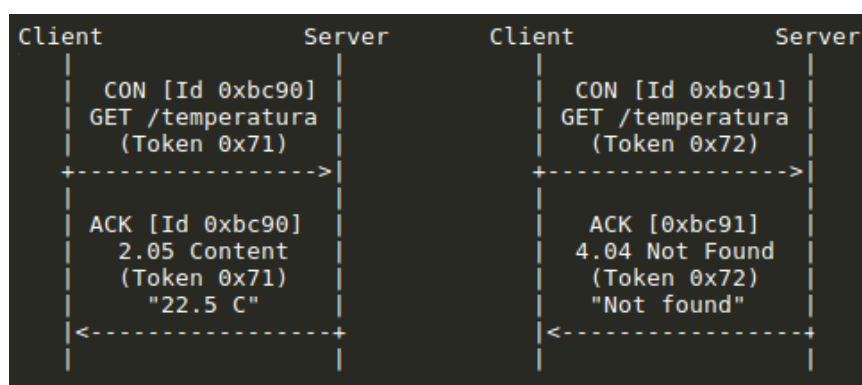 Client Server Client Server
CON [Id 0xbc90] CON [Id 0xbc91]
GET /temperatura GET /temperatura
(Token 0x71) (Token 0x72)
ACK [Id 0xbc90] ACK [0xbc91]
2.05 Content 4.04 Not Found
(Token 0x71) (Token 0x72)
"22.5 C" "Not found"